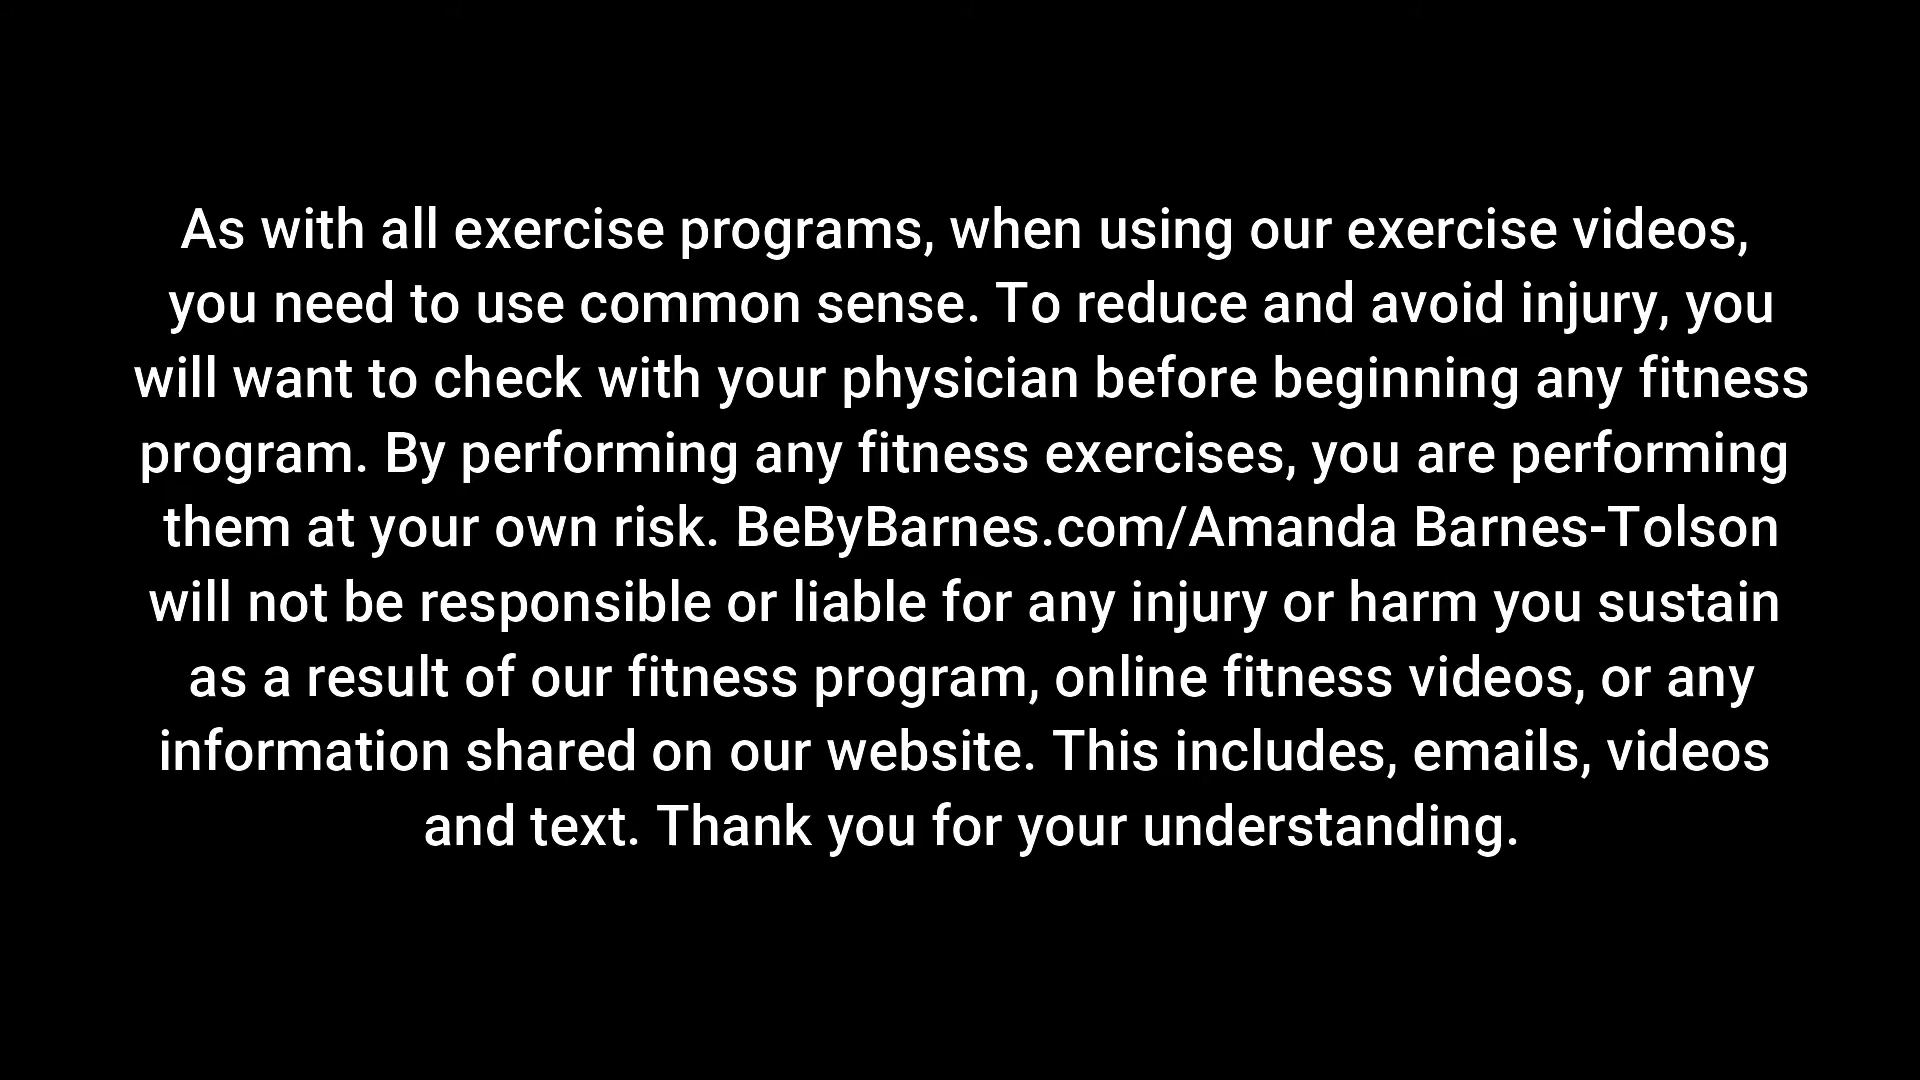 As with all exercise programs, when using our exercise videos,
you need to use common sense. To reduce and avoid injury, you
will want to check with your physician before beginning any fitness
program. By performing any fitness exercises, you are performing
them at your own risk. BeByBarnes.com/Amanda Barnes-Tolson
will not be responsible or liable for any injury or harm you sustain
as a result of our fitness program, online fitness videos, or any
information shared on our website. This includes, emails, videos
and text. Thank you for your understanding.